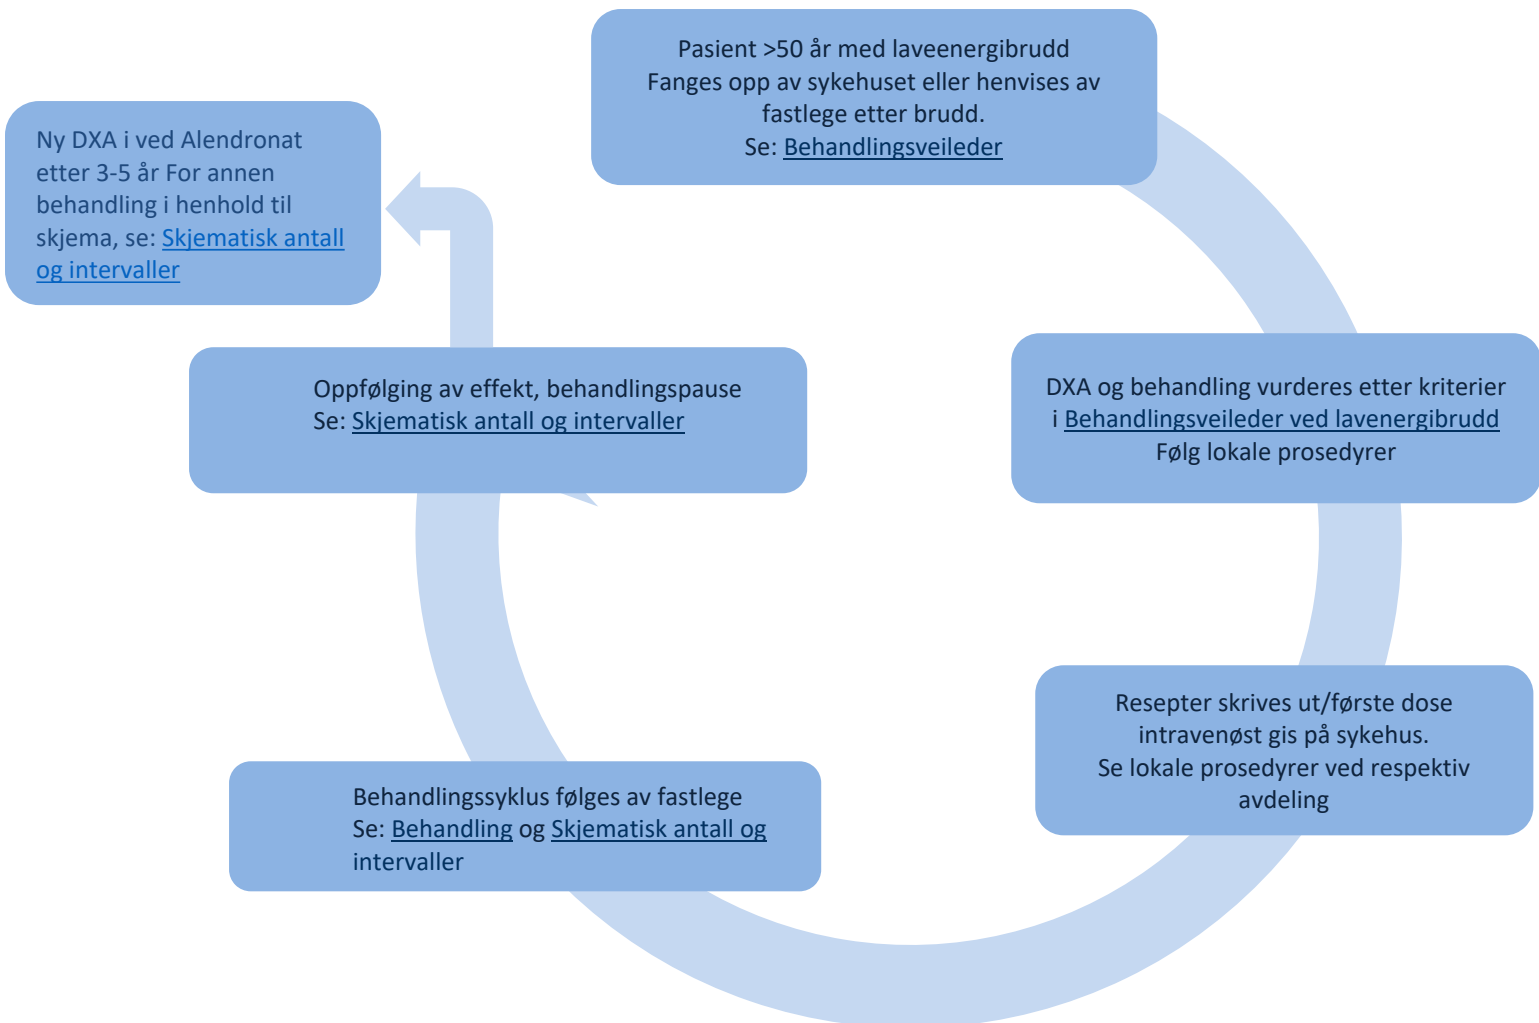 Pasient >50 år med laveenergibrudd
Fanges opp av sykehuset eller henvises av
fastlege etter brudd.
Se: Behandlingsveileder
DXA og behandling vurderes etter kriterier
i Behandlingsveileder ved lavenergibrudd
Følg lokale prosedyrer
Resepter skrives ut/første dose
intravenøst gis på sykehus.
Se lokale prosedyrer ved respektiv
avdeling
Behandlingssyklus følges av fastlege
Se: Behandling og Skjematisk antall og
intervaller
Oppfølging av effekt, behandlingspause
Se: Skjematisk antall og intervaller
Ny DXA i ved Alendronat
etter 3-5 år For annen
behandling i henhold til
skjema, se: Skjematisk antall
og intervaller